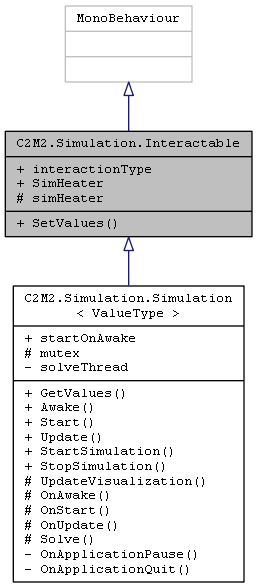 MonoBehaviour
C2M2.Simulation.Interactable
+ interactionType
+ SimHeater
# simHeater
+ SetValues()
C2M2.Simulation.Simulation
< ValueType >
+ startOnAwake
# mutex
- solveThread
+ GetValues()
+ Awake()
+ Start()
+ Update()
+ StartSimulation()
+ StopSimulation()
# UpdateVisualization()
# OnAwake()
# OnStart()
# OnUpdate()
# Solve()
- OnApplicationPause()
- OnApplicationQuit()